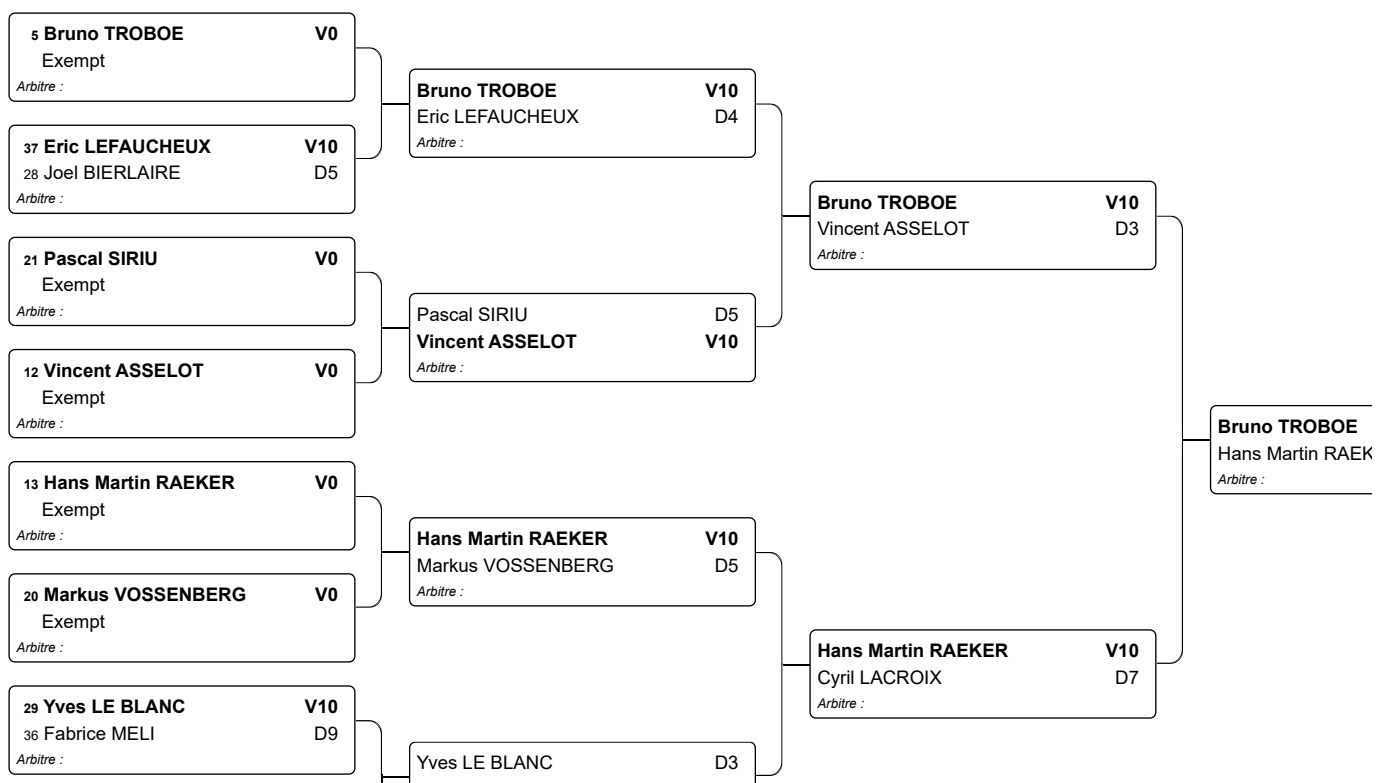 5 Bruno TROBOE V0
Exempt
Arbitre :
37 Eric LEFAUCHEUX V10
28 Joel BIERLAIRE D5
Arbitre :
21 Pascal SIRIU V0
Exempt
Arbitre :
12 Vincent ASSELOT V0
Exempt
Arbitre :
13 Hans Martin RAEKER V0
Exempt
Arbitre :
20 Markus VOSSENBERG V0
Exempt
Arbitre :
29 Yves LE BLANC V10
36 Fabrice MELI D9
Arbitre :
Bruno TROBOE V10
Eric LEFAUCHEUX D4
Arbitre :
Pascal SIRIU D5
Vincent ASSELOT V10
Arbitre :
Hans Martin RAEKER V10
Markus VOSSENBERG D5
Arbitre :
Yves LE BLANC D3
Bruno TROBOE V10
Vincent ASSELOT D3
Arbitre :
Hans Martin RAEKER V10
Cyril LACROIX D7
Arbitre :
Bruno TROBOE
Hans Martin RAEK
Arbitre :